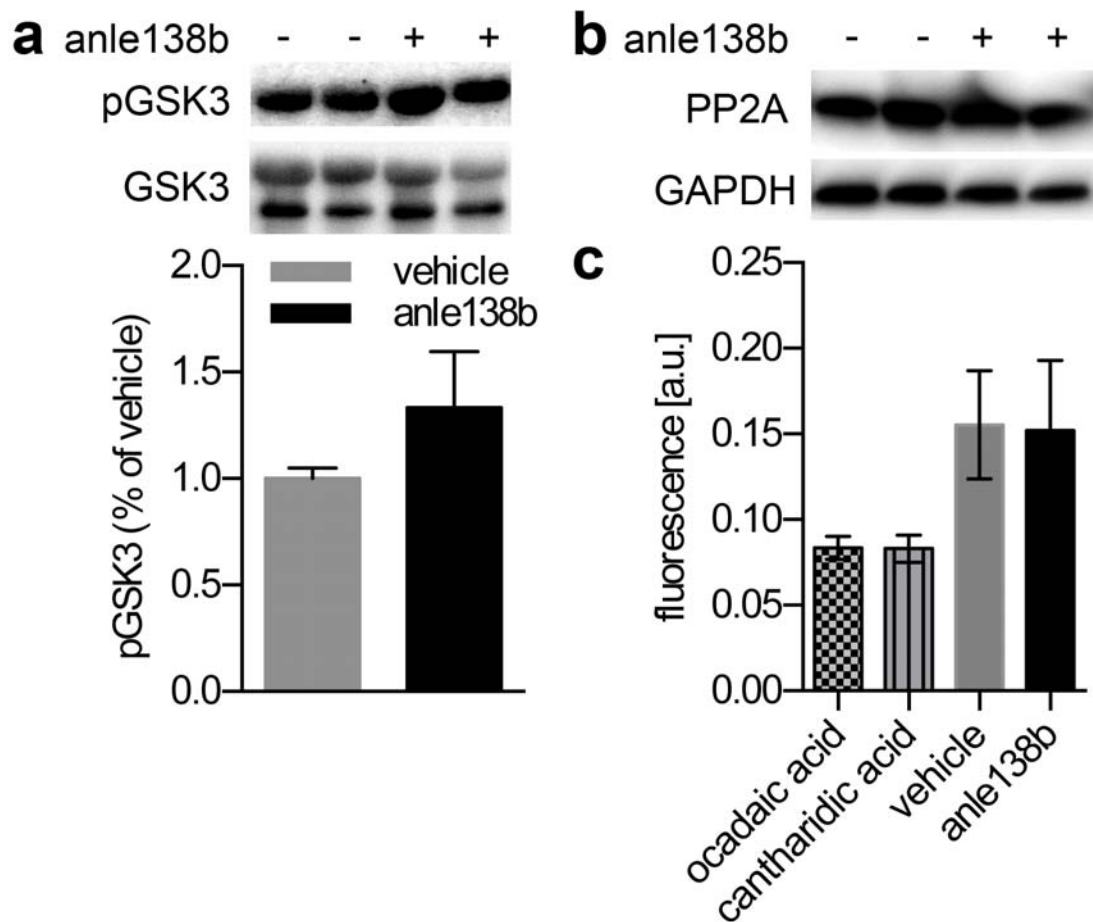 a anle138b - - + +
pGSK3
GSK3
2.0
1.5
1.0
0.5
0.0
pGSK3 (% of vehicle)
vehicle
anle138b
b anle138b - - + +
PP2A
GAPDH
c
0.25
0.20
0.15
0.10
0.05
0.00
fluorescence [a.u.]
ocadaic acid
cantharidic acid
vehicle
anle138b